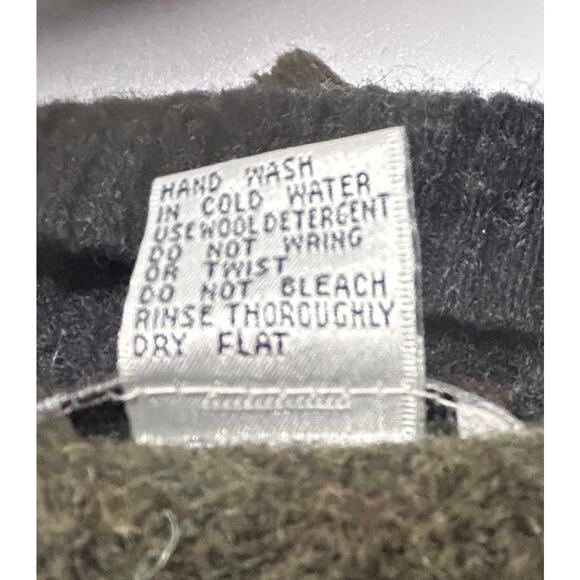 HAND WASH
IN COLD WATER
USE WOOL DETERGENT
DO NOT WRING
OR TWIST
DO NOT BLEACH
RINSE THOROUGHLY
DRY FLAT